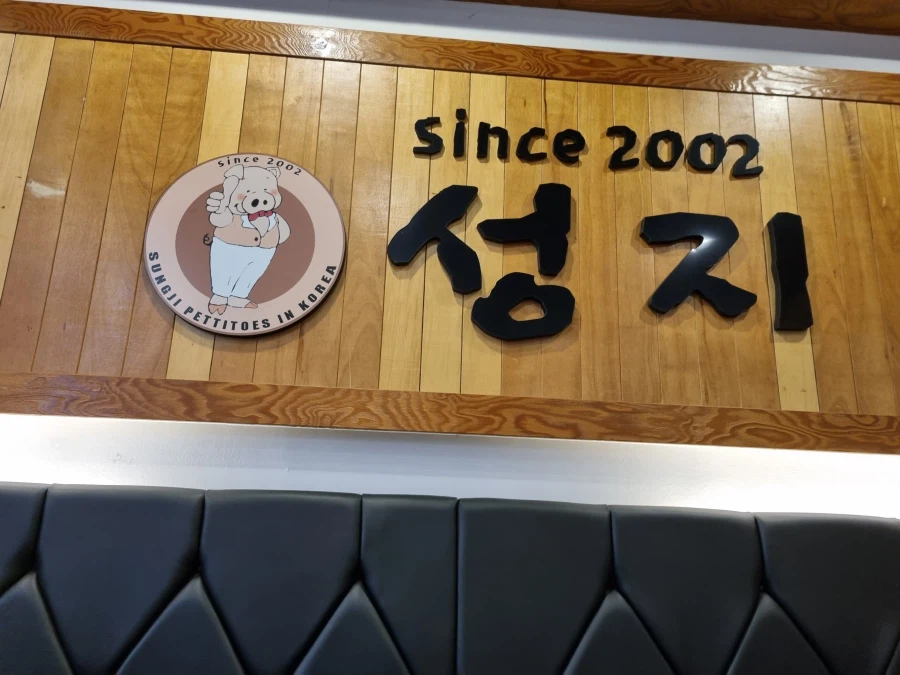 since 2002
SUNGJI PETTITOES IN KOREA
since 2002
성지